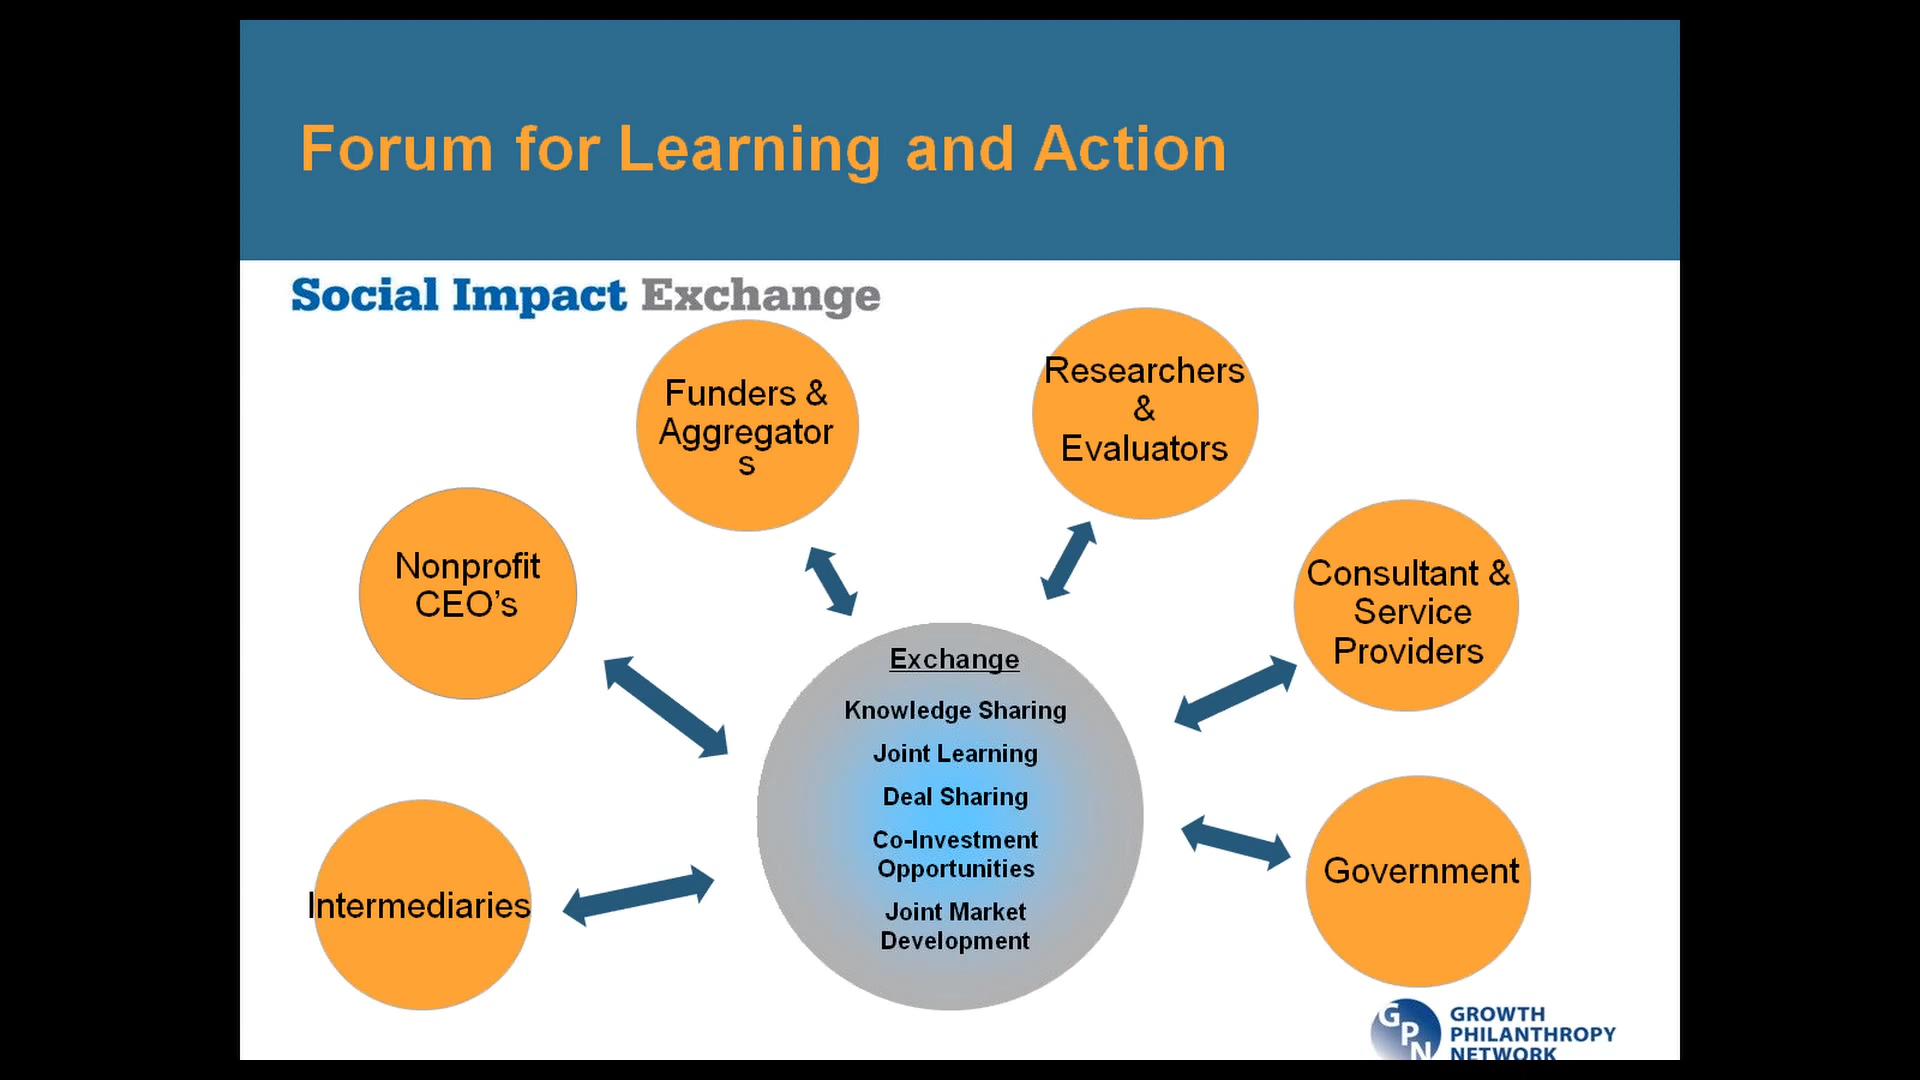 Forum for Learning and Action
Social Impact Exchange
Funders &
Aggregator
s
Researchers
&
Evaluators
Nonprofit
CEO’s
Consultant &
Service
Providers
Intermediaries
Government
Exchange
Knowledge Sharing
Joint Learning
Deal Sharing
Co-Investment
Opportunities
Joint Market
Development
GPN
GROWTH
PHILANTHROPY
NETWORK